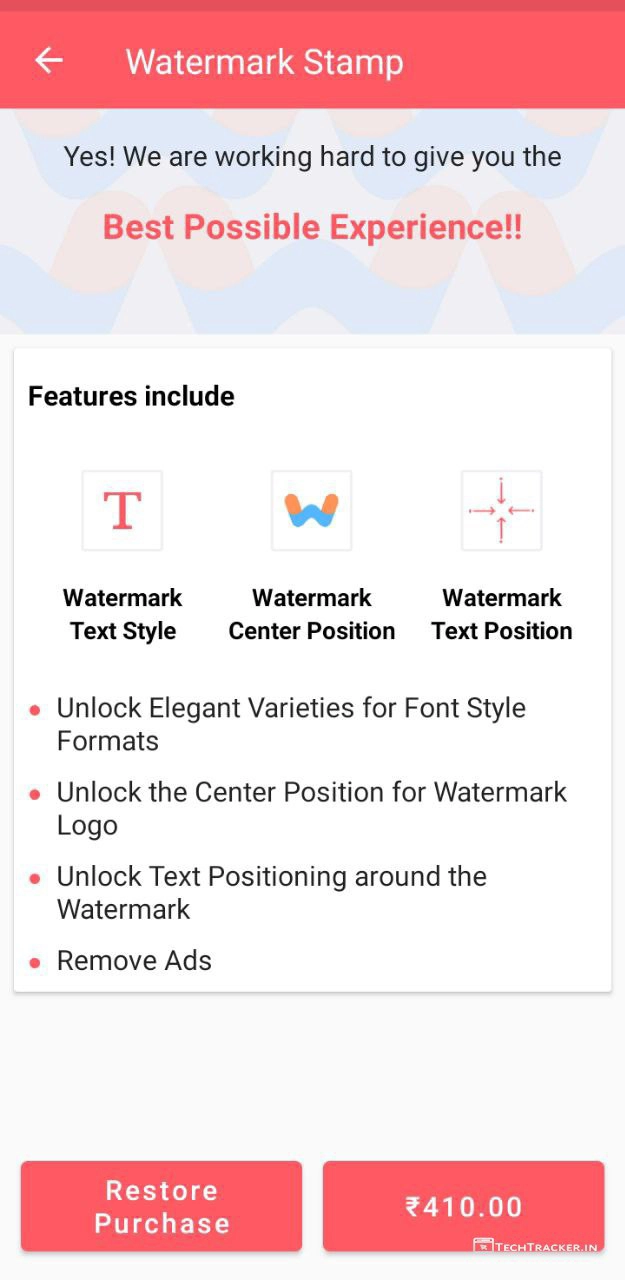 Watermark Stamp
Yes! We are working hard to give you the
Best Possible Experience!!
Features include
T
Watermark
Text Style
Watermark
Center Position
Watermark
Text Position
Unlock Elegant Varieties for Font Style
Formats
Unlock the Center Position for Watermark
Logo
Unlock Text Positioning around the
Watermark
Remove Ads
Restore
Purchase
₹410.00
TECHTRACKER.IN